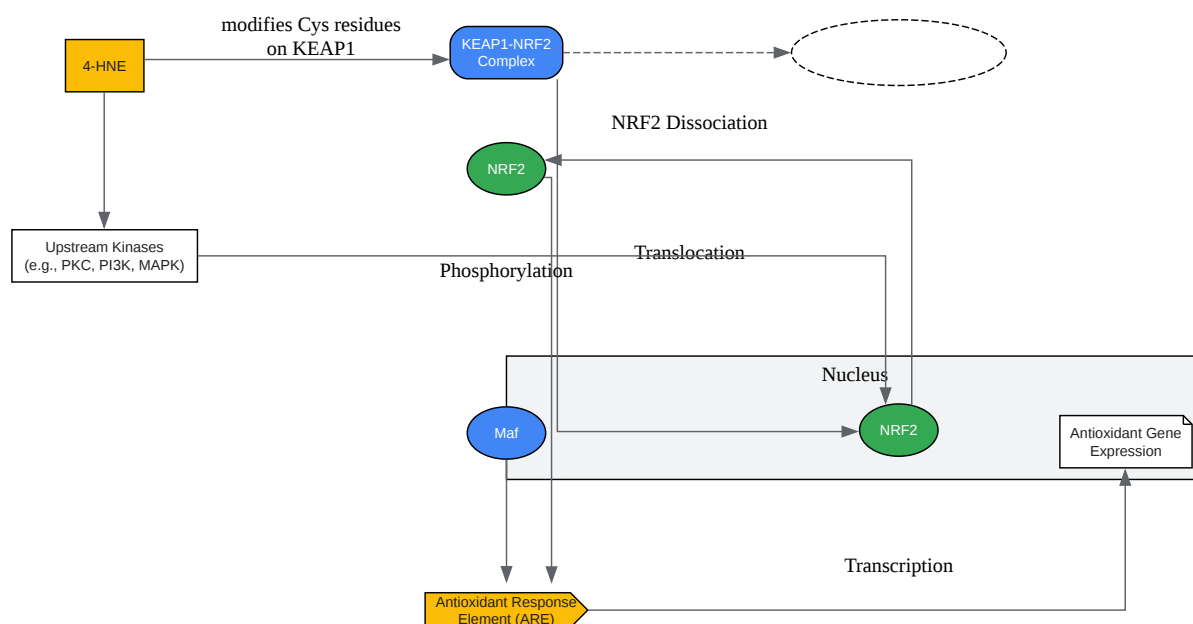 modifies Cys residues
on KEAP1
4-HNE
KEAP1-NRF2
Complex
NRF2 Dissociation
NRF2
Upstream Kinases
(e.g., PKC, PI3K, MAPK)
Translocation
Phosphorylation
Nucleus
Maf
NRF2
Antioxidant Gene
Expression
Transcription
Antioxidant Response
Element (ARE)